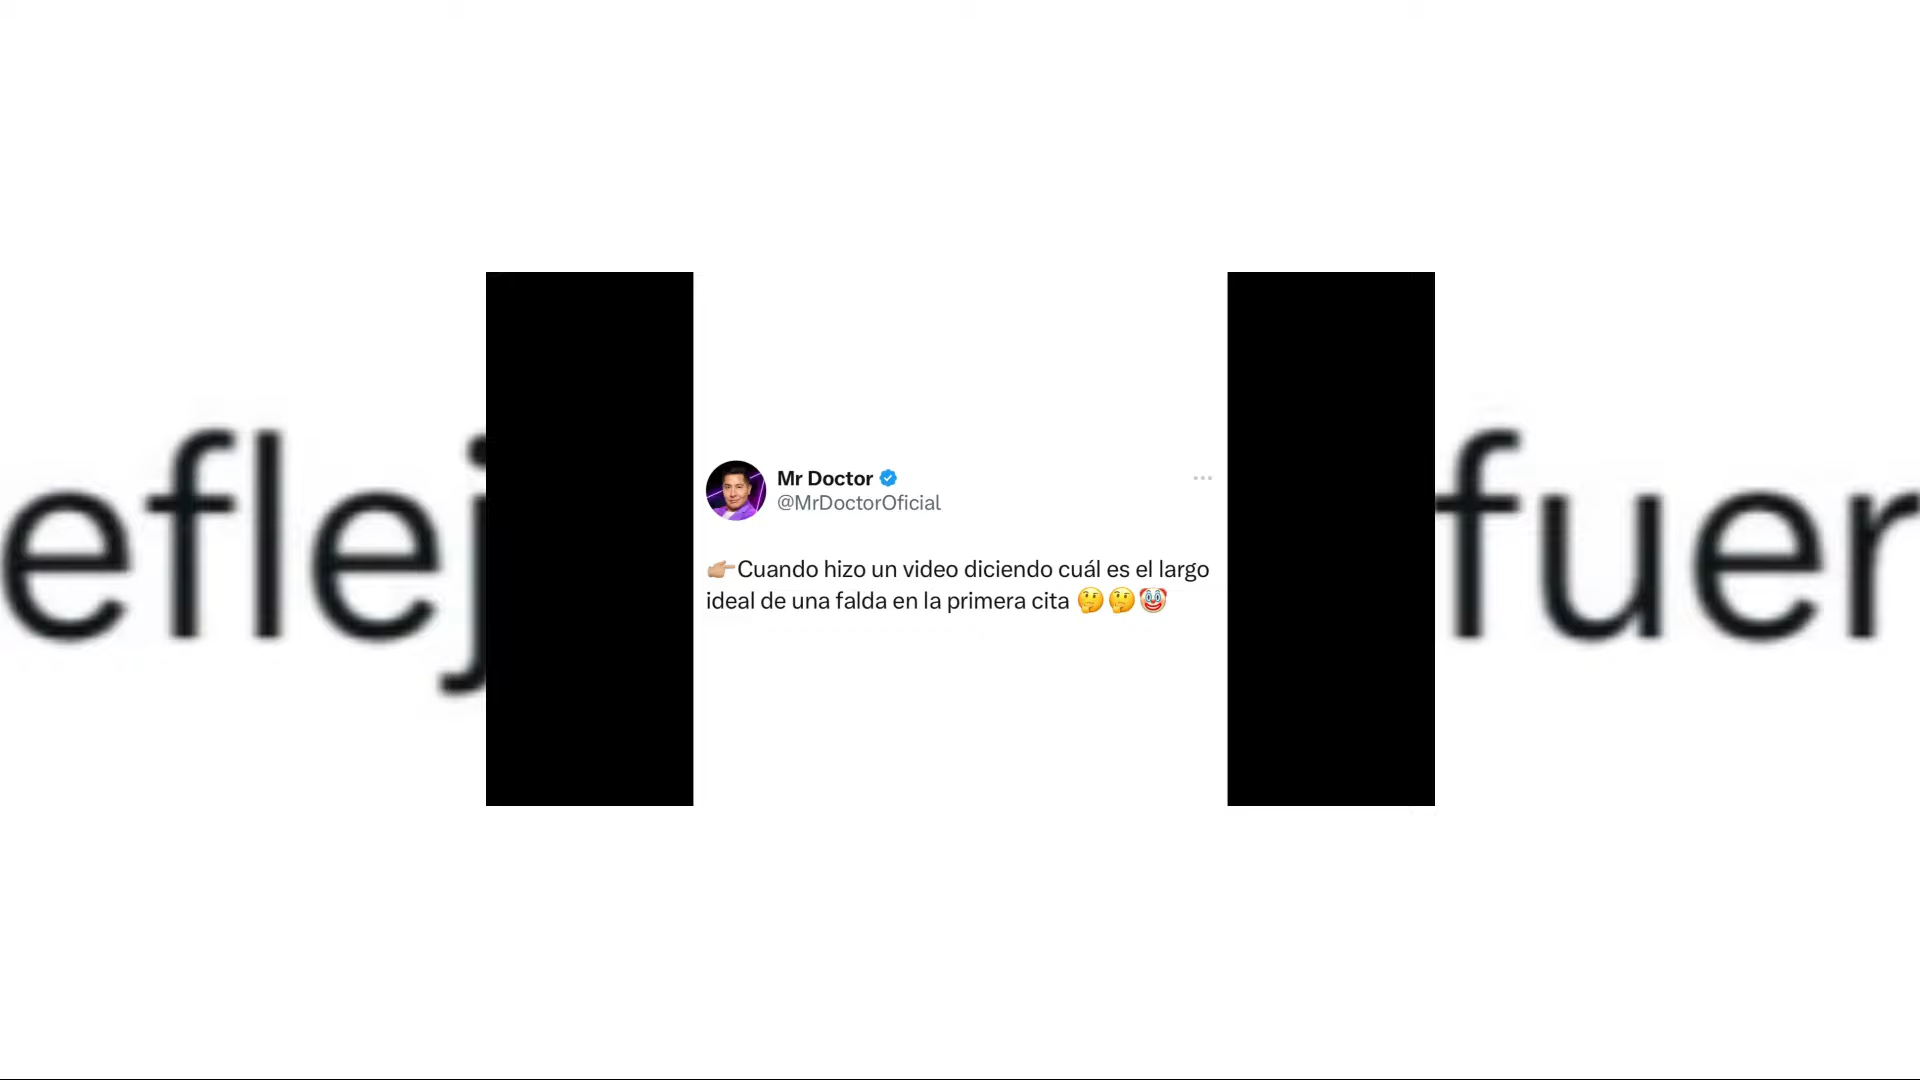 Mr Doctor
@MrDoctorOficial
👉🏼Cuando hizo un video diciendo cuál es el largo
ideal de una falda en la primera cita 🤔🤔🤡
eflej
fuer